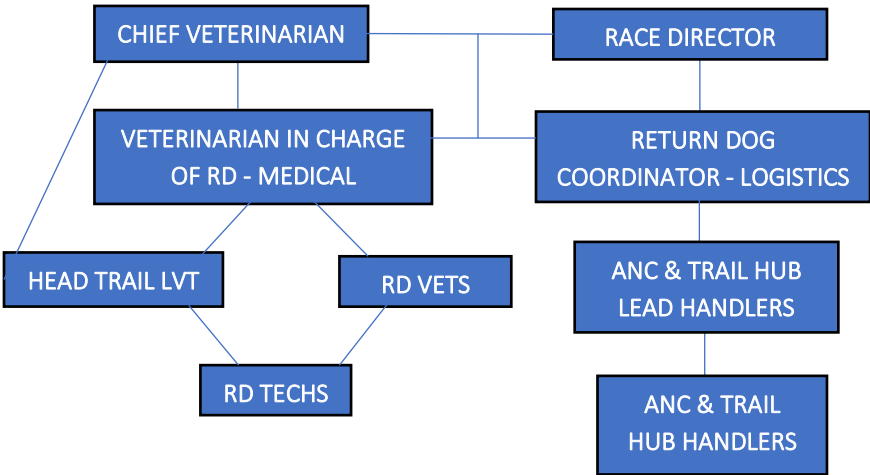 CHIEF VETERINARIAN
RACE DIRECTOR
VETERINARIAN IN CHARGE
OF RD - MEDICAL
RETURN DOG
COORDINATOR - LOGISTICS
HEAD TRAIL LVT
RD VETS
ANC & TRAIL HUB
LEAD HANDLERS
RD TECHS
ANC & TRAIL
HUB HANDLERS